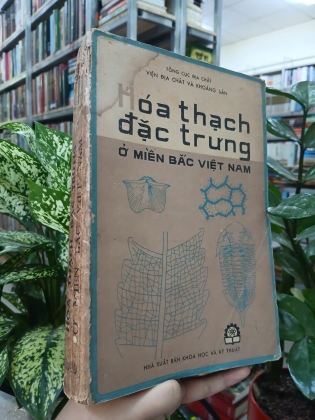 TỔNG CỤC ĐỊA CHẤT
VIỆN ĐỊA CHẤT VÀ KHOÁNG SẢN
Hóa thạch
đặc trưng
Ở MIỀN BẮC VIỆT NAM
NHÀ XUẤT BẢN KHOA HỌC VÀ KỸ THUẬT